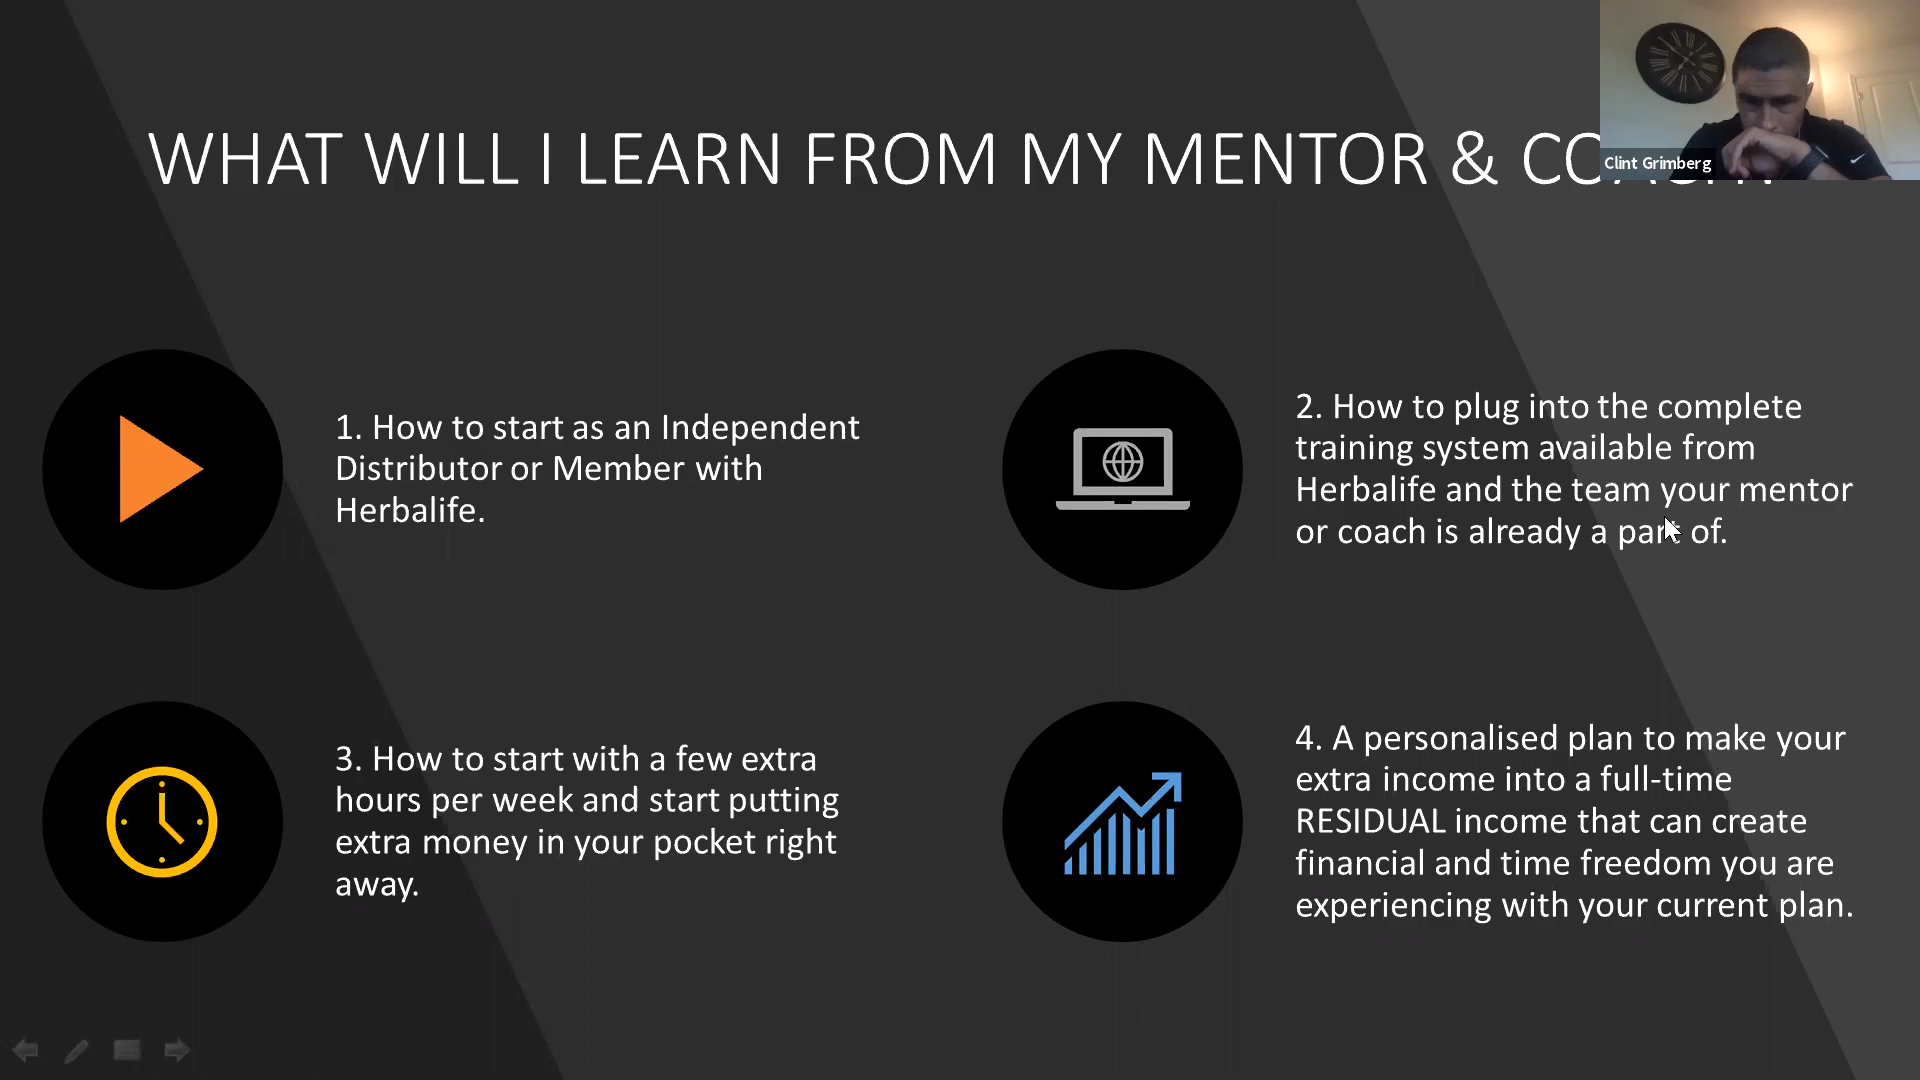 WHAT WILL I LEARN FROM MY MENTOR &
Clint Grimberg
1. How to start as an Independent
Distributor or Member with
Herbalife.
2. How to plug into the complete
training system available from
Herbalife and the team your mentor
or coach is already a part of.
3. How to start with a few extra
hours per week and start putting
extra money in your pocket right
away.
4. A personalised plan to make your
extra income into a full-time
RESIDUAL income that can create
financial and time freedom you are
experiencing with your current plan.